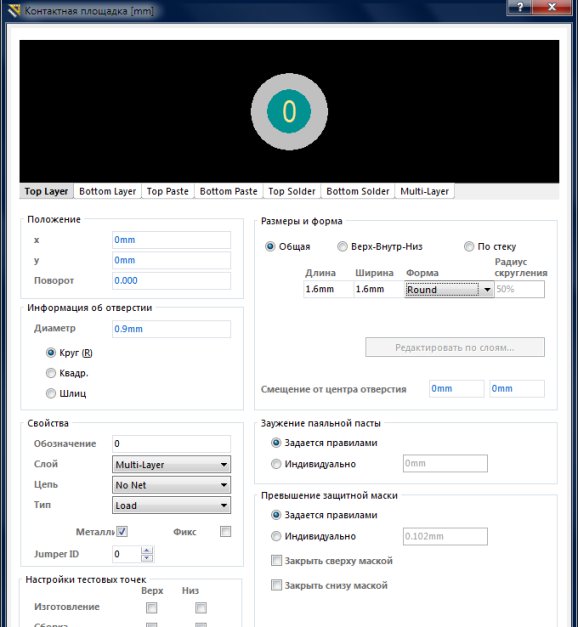 Контактная площадка [mm]
0
Top Layer Bottom Layer Top Paste Bottom Paste Top Solder Bottom Solder Multi-Layer
Положение
x 0mm
y 0mm
Поворот 0.000
Информация об отверстии
Диаметр 0.9mm
Круг (R)
Квадр.
Шлиц
Размеры и форма
Общая Верх-Внутр-Низ По стеку
Длина Ширина Форма Радиус скругления
1.6mm 1.6mm Round 50%
Редактировать по слоям...
Смещение от центра отверстия 0mm 0mm
Свойства
Обозначение 0
Слой Multi-Layer
Цепь No Net
Тип Load
Металли Фикс
Jumper ID 0
Заужение паяльной пасты
Задается правилами
Индивидуально 0mm
Превышение защитной маски
Задается правилами
Индивидуально 0.102mm
Закрыть сверху маской
Закрыть снизу маской
Настройки тестовых точек
Верх Низ
Изготовление
Сборка